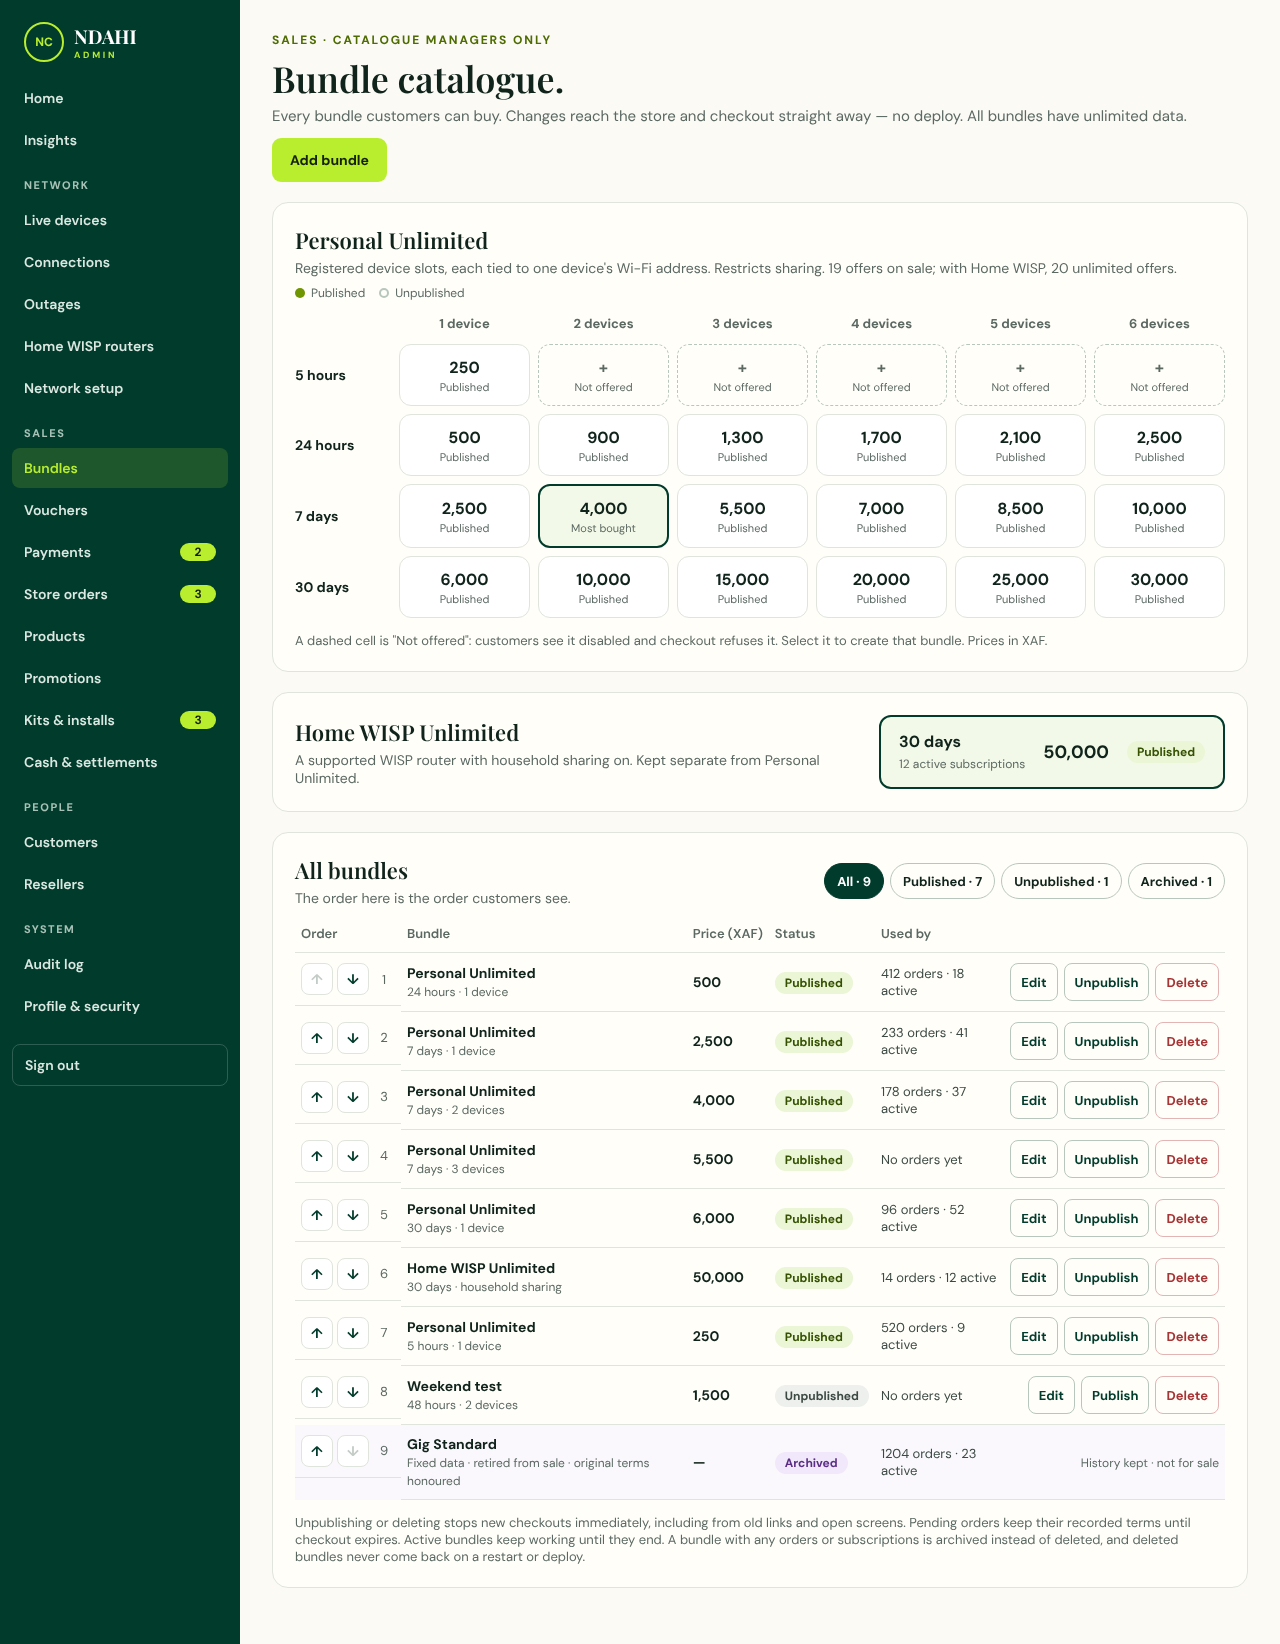 NC
NDAHI
ADMIN
Home
Insights
NETWORK
Live devices
Connections
Outages
Home WISP routers
Network setup
SALES
Bundles
Vouchers
Payments 2
Store orders 3
Products
Promotions
Kits & installs 3
Cash & settlements
PEOPLE
Customers
Resellers
SYSTEM
Audit log
Profile & security
Sign out
SALES · CATALOGUE MANAGERS ONLY
Bundle catalogue.
Every bundle customers can buy. Changes reach the store and checkout straight away — no deploy. All bundles have unlimited data.
Add bundle
Personal Unlimited
Registered device slots, each tied to one device's Wi-Fi address. Restricts sharing. 19 offers on sale; with Home WISP, 20 unlimited offers.
Published Unpublished
1 device 2 devices 3 devices 4 devices 5 devices 6 devices
5 hours 250 + + + + +
Published Not offered Not offered Not offered Not offered Not offered
24 hours 500 900 1,300 1,700 2,100 2,500
Published Published Published Published Published Published
7 days 2,500 4,000 5,500 7,000 8,500 10,000
Published Most bought Published Published Published Published
30 days 6,000 10,000 15,000 20,000 25,000 30,000
Published Published Published Published Published Published
A dashed cell is "Not offered": customers see it disabled and checkout refuses it. Select it to create that bundle. Prices in XAF.
Home WISP Unlimited
A supported WISP router with household sharing on. Kept separate from Personal
Unlimited.
30 days
12 active subscriptions
50,000
Published
All bundles
The order here is the order customers see.
All · 9 Published · 7 Unpublished · 1 Archived · 1
Order Bundle Price (XAF) Status Used by
↑ ↓ 1 Personal Unlimited 500 Published 412 orders · 18 Edit Unpublish Delete
24 hours · 1 device active
↑ ↓ 2 Personal Unlimited 2,500 Published 233 orders · 41 Edit Unpublish Delete
7 days · 1 device active
↑ ↓ 3 Personal Unlimited 4,000 Published 178 orders · 37 Edit Unpublish Delete
7 days · 2 devices active
↑ ↓ 4 Personal Unlimited 5,500 Published No orders yet Edit Unpublish Delete
7 days · 3 devices
↑ ↓ 5 Personal Unlimited 6,000 Published 96 orders · 52 Edit Unpublish Delete
30 days · 1 device active
↑ ↓ 6 Home WISP Unlimited 50,000 Published 14 orders · 12 active Edit Unpublish Delete
30 days · household sharing
↑ ↓ 7 Personal Unlimited 250 Published 520 orders · 9 Edit Unpublish Delete
5 hours · 1 device active
↑ ↓ 8 Weekend test 1,500 Unpublished No orders yet Edit Publish Delete
48 hours · 2 devices
↑ ↓ 9 Gig Standard — Archived 1204 orders · 23 History kept · not for sale
Fixed data · retired from sale · original terms active
honoured
Unpublishing or deleting stops new checkouts immediately, including from old links and open screens. Pending orders keep their recorded terms until
checkout expires. Active bundles keep working until they end. A bundle with any orders or subscriptions is archived instead of deleted, and deleted
bundles never come back on a restart or deploy.